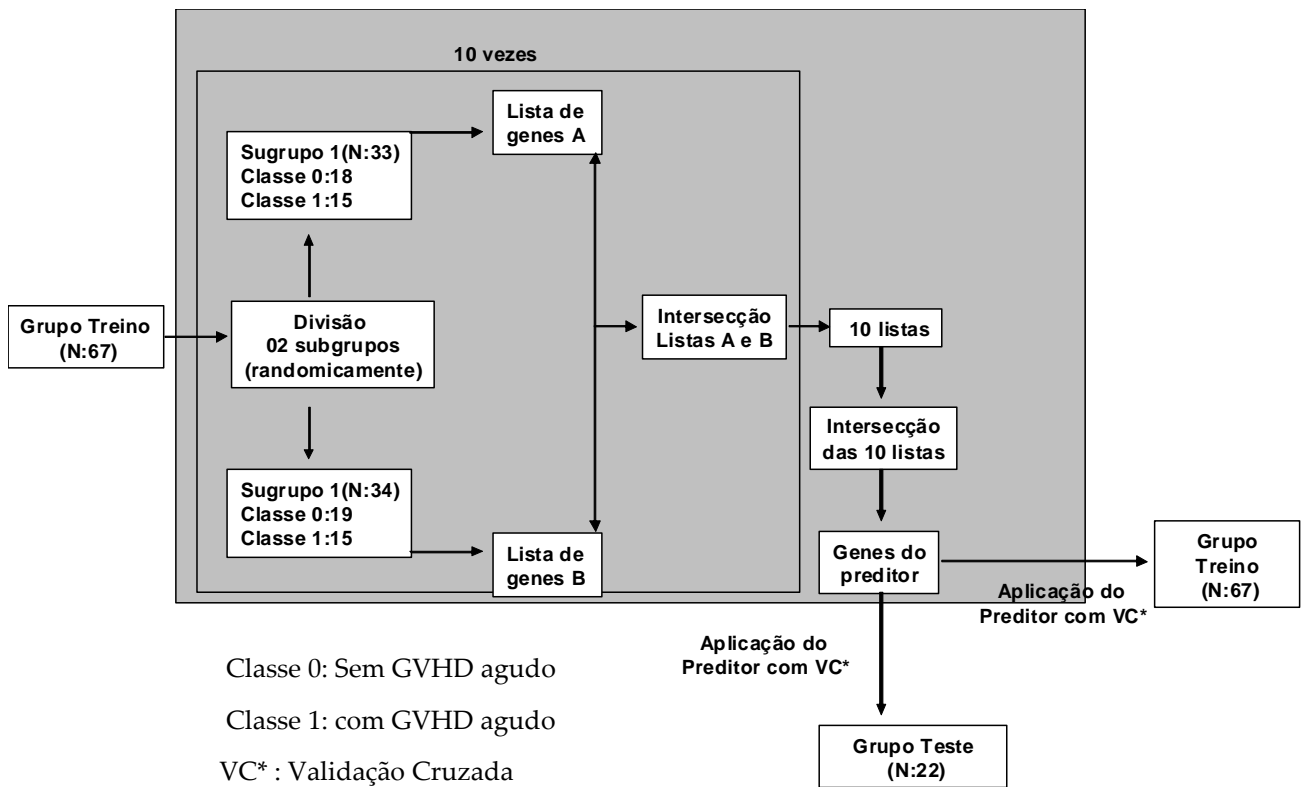 10 vezes
Lista de
genes A
Sugrupo 1(N:33)
Classe 0:18
Classe 1:15
Grupo Treino
(N:67)
Divisão
02 subgrupos
(randomicamente)
Intersecção
Listas A e B
10 listas
Intersecção
das 10 listas
Sugrupo 1(N:34)
Classe 0:19
Classe 1:15
Lista de
genes B
Genes do
preditor
Grupo
Treino
(N:67)
Aplicação do
Preditor com VC*
Aplicação do
Preditor com VC*
Classe 0: Sem GVHD agudo
Classe 1: com GVHD agudo
VC* : Validação Cruzada
Grupo Teste
(N:22)